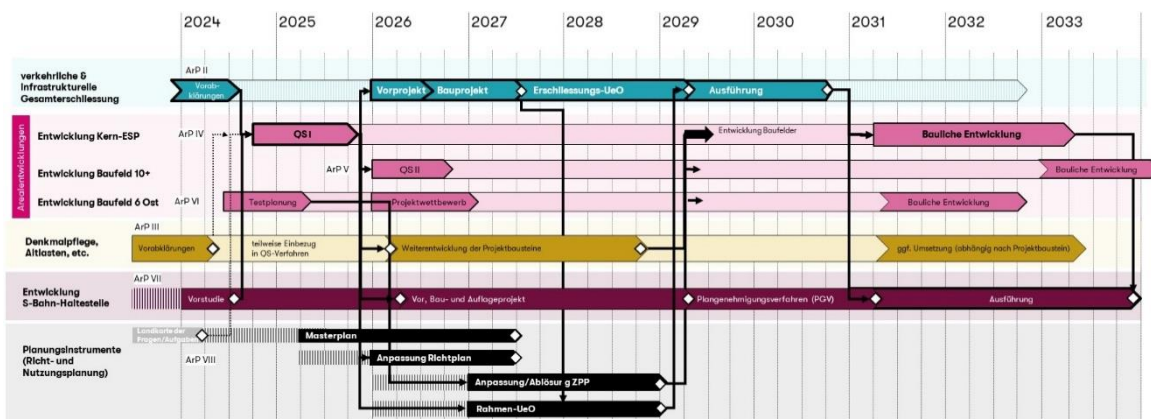 2024 2025 2026 2027 2028 2029 2030 2031 2032 2033
verkehrliche &
Infrastrukturelle
Gesamterschliessung
ArP II
Vorab-
klärungen
Vorprojekt
Bauprojekt
Erschliessungs-UeO
Ausführung
Arealentwicklungen
Entwicklung Kern-ESP
ArP IV
QS I
Entwicklung Baufelder
Bauliche Entwicklung
Entwicklung Baufeld 10+
ArP V
QS II
Bauliche Entwicklung
Entwicklung Baufeld 6 Ost
ArP VI
Testplanung
Projektwettbewerb
Bauliche Entwicklung
Denkmalpflege,
Altlasten, etc.
ArP III
Vorabklärungen
teilweise Einbezug
in QS-Verfahren
Weiterentwicklung der Projektbausteine
ggf. Umsetzung (abhängig nach Projektbaustein)
Entwicklung
S-Bahn-Haltestelle
ArP VII
Vorstudie
Vor, Bau- und Auflageprojekt
Plangenehmigungsverfahren (PGV)
Ausführung
Planungsinstrumente
(Richt- und
Nutzungsplanung)
Landkarte der
Fragen/Aufgaben
ArP VIII
Masterplan
Anpassung Richtplan
Anpassung/Ablösu g ZPP
Rahmen-UeO